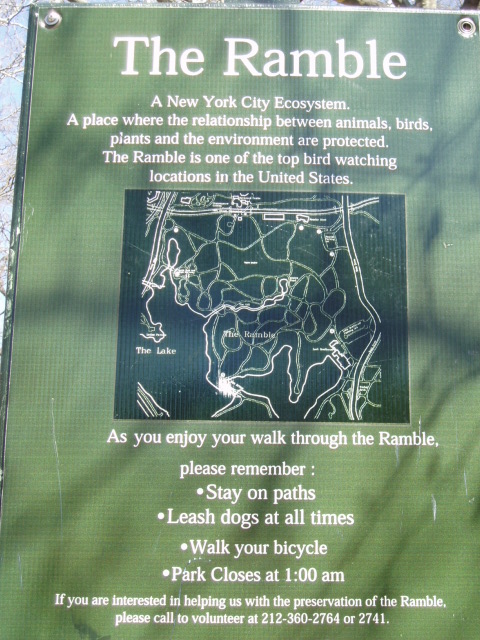 The Ramble
A New York City Ecosystem.
A place where the relationship between animals, birds,
plants and the environment are protected.
The Ramble is one of the top bird watching
locations in the United States.
The Ramble
The Lake
As you enjoy your walk through the Ramble,
please remember :
•Stay on paths
•Leash dogs at all times
•Walk your bicycle
•Park Closes at 1:00 am
If you are interested in helping us with the preservation of the Ramble,
please call to volunteer at 212-360-2764 or 2741.